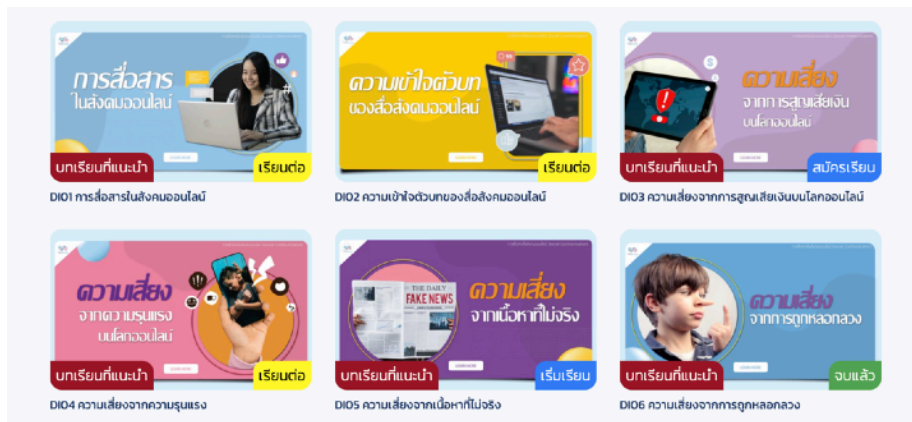 การสื่อสาร
ในสังคมออนไลน์
บทเรียนที่แนะนำ
เรียนต่อ
DI01 การสื่อสารในสังคมออนไลน์
ความเข้าใจตัวบท
ของสื่อสังคมออนไลน์
เรียนต่อ
DI02 ความเข้าใจตัวบทของสื่อสังคมออนไลน์
ความเสี่ยง
จากการสูญเสียเงิน
บนโลกออนไลน์
บทเรียนที่แนะนำ
สมัครเรียน
DI03 ความเสี่ยงจากการสูญเสียเงินบนโลกออนไลน์
ความเสี่ยง
จากความรุนแรง
บนโลกออนไลน์
บทเรียนที่แนะนำ
เรียนต่อ
DI04 ความเสี่ยงจากความรุนแรง
THE DAILY
FAKE NEWS
ความเสี่ยง
จากเนื้อหาที่ไม่จริง
บทเรียนที่แนะนำ
เริ่มเรียน
DI05 ความเสี่ยงจากเนื้อหาที่ไม่จริง
ความเสี่ยง
จากการถูกหลอกลวง
บทเรียนที่แนะนำ
จบแล้ว
DI06 ความเสี่ยงจากการถูกหลอกลวง